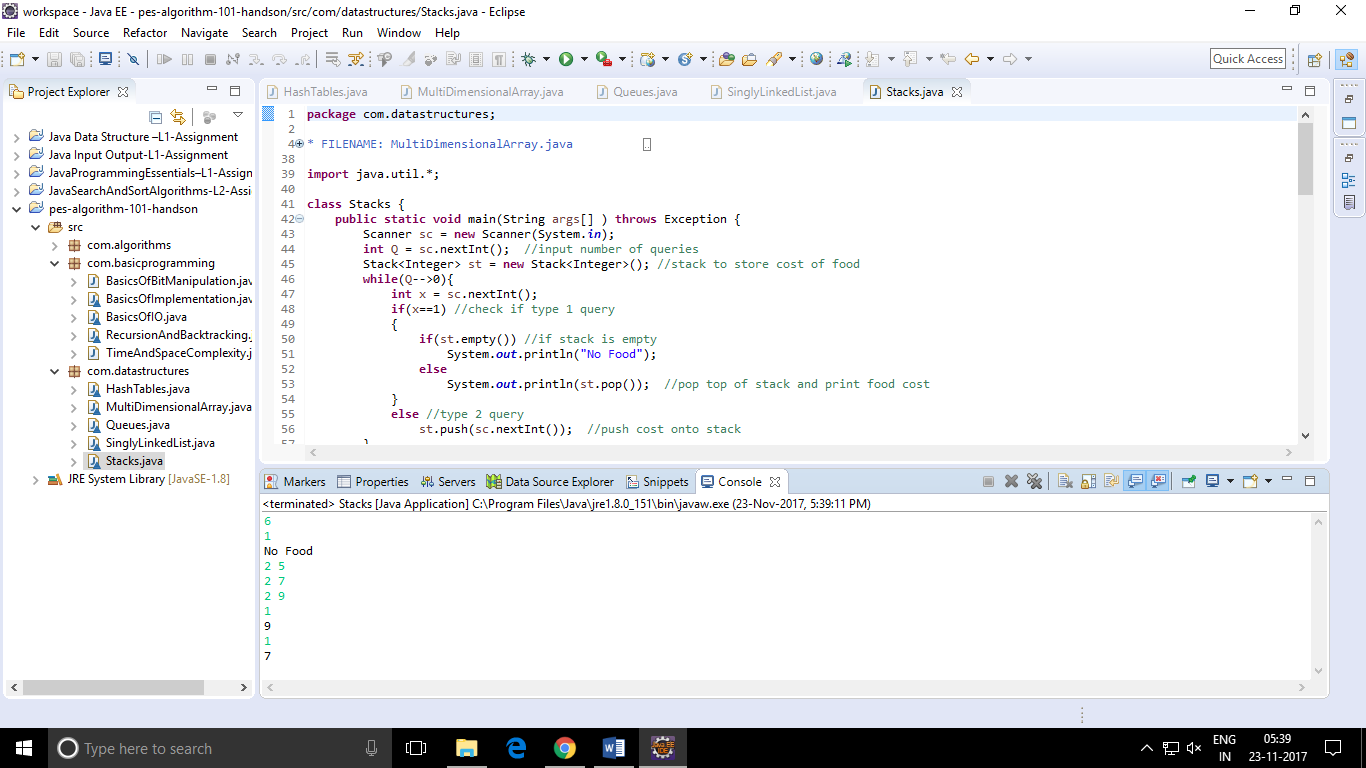 workspace - Java EE - pes-algorithm-101-handson/src/com/datastructures/Stacks.java - Eclipse
File Edit Source Refactor Navigate Search Project Run Window Help
Quick Access
Project Explorer
Java Data Structure –L1-Assignment
Java Input Output-L1-Assignment
JavaProgrammingEssentials–L1-Assign
JavaSearchAndSortAlgorithms-L2-Assi
pes-algorithm-101-handson
src
com.algorithms
com.basicprogramming
BasicsOfBitManipulation.jav
BasicsOfImplementation.jav
BasicsOfIO.java
RecursionAndBacktracking.
TimeAndSpaceComplexity.j
com.datastructures
HashTables.java
MultiDimensionalArray.java
Queues.java
SinglyLinkedList.java
Stacks.java
JRE System Library [JavaSE-1.8]
HashTables.java MultiDimensionalArray.java Queues.java SinglyLinkedList.java Stacks.java
1 package com.datastructures;
2
4 * FILENAME: MultiDimensionalArray.java
38
39 import java.util.*;
40
41 class Stacks {
42 public static void main(String args[] ) throws Exception {
43 Scanner sc = new Scanner(System.in);
44 int Q = sc.nextInt(); //input number of queries
45 Stack<Integer> st = new Stack<Integer>(); //stack to store cost of food
46 while(Q-->0){
47 int x = sc.nextInt();
48 if(x==1) //check if type 1 query
49 {
50 if(st.empty()) //if stack is empty
51 System.out.println("No Food");
52 else
53 System.out.println(st.pop()); //pop top of stack and print food cost
54 }
55 else //type 2 query
56 st.push(sc.nextInt()); //push cost onto stack
57 }
Markers Properties Servers Data Source Explorer Snippets Console
<terminated> Stacks [Java Application] C:\Program Files\Java\jre1.8.0_151\bin\javaw.exe (23-Nov-2017, 5:39:11 PM)
6
1
No Food
2 5
2 7
2 9
1
9
1
7
Type here to search
ENG
IN
05:39
23-11-2017